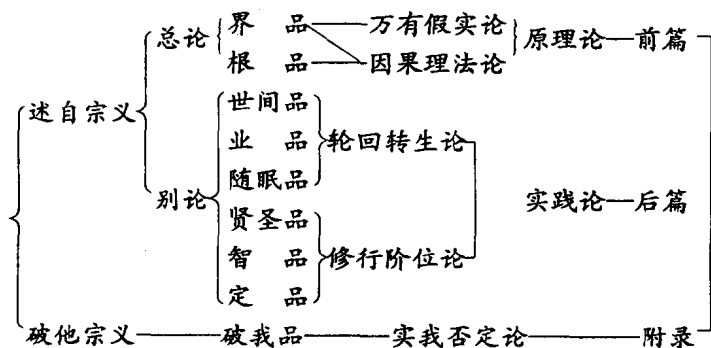 总论 界 品 万有假实论 原理论 前篇
根 品 因果理法论
述自宗义
世间品
业 品 轮回转生论
随眠品
别论 实践论 后篇
贤圣品
智 品 修行阶位论
定 品
破他宗义 破我品 实我否定论 附录